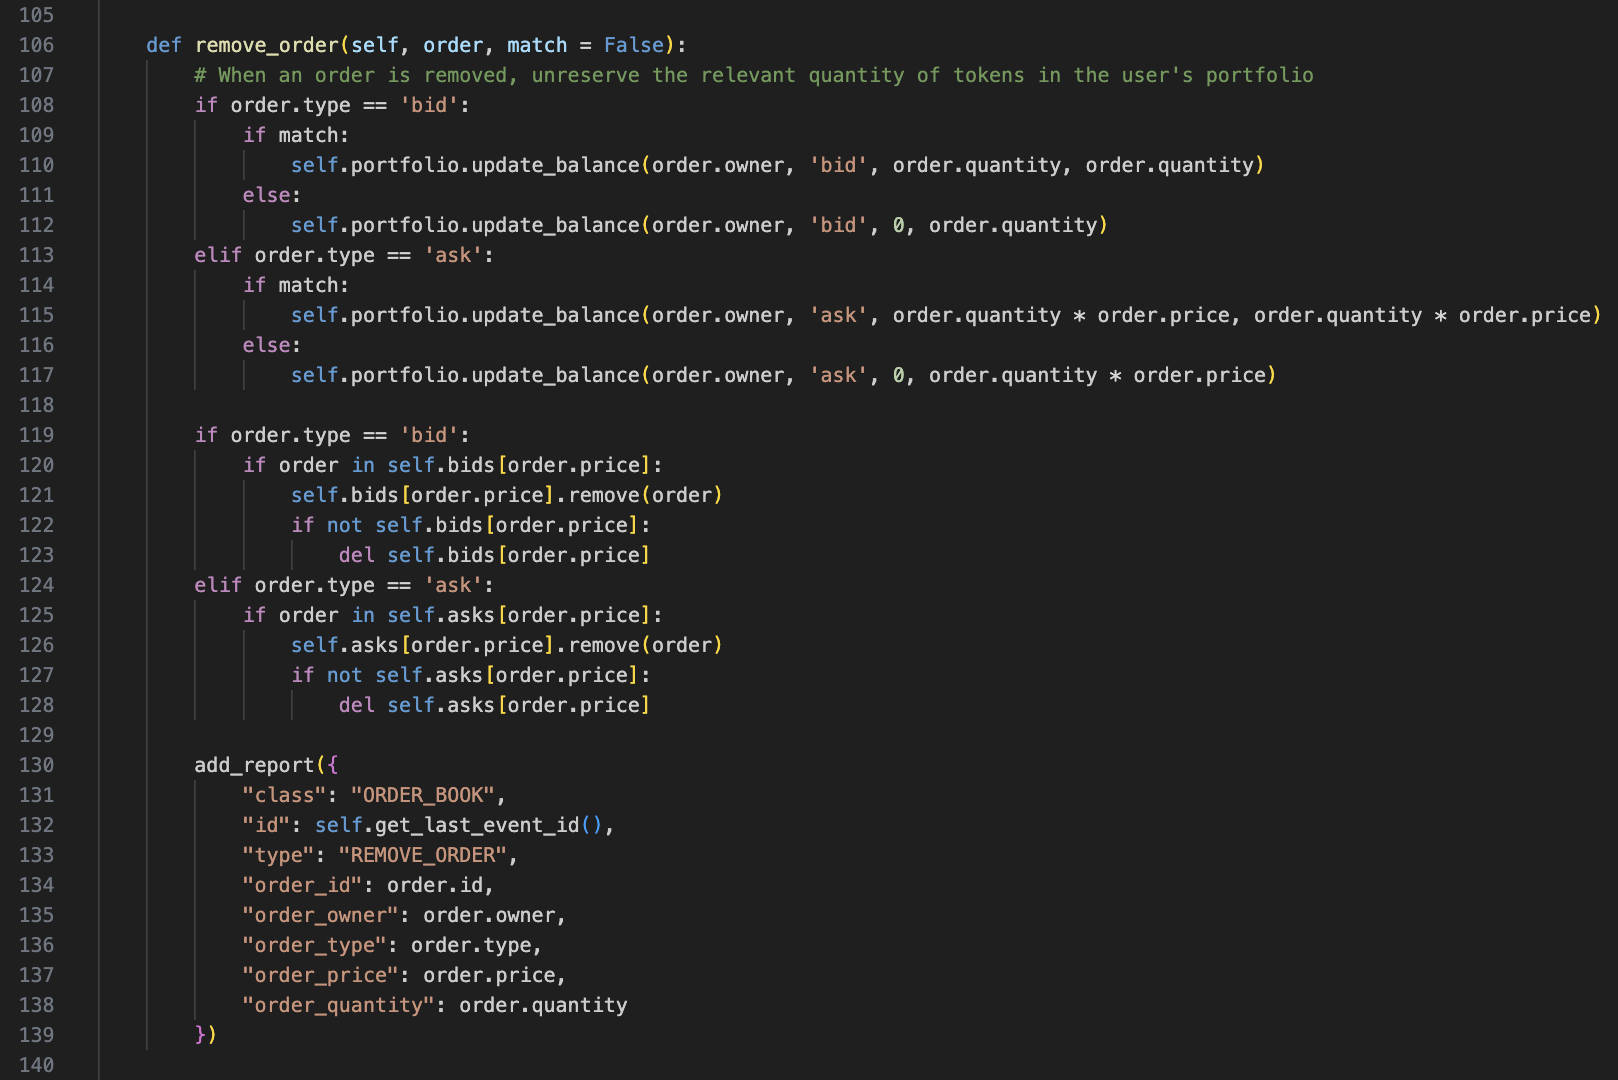 105
106 def remove_order(self, order, match = False):
107 # When an order is removed, unreserve the relevant quantity of tokens in the user's portfolio
108 if order.type == 'bid':
109 if match:
110 self.portfolio.update_balance(order.owner, 'bid', order.quantity, order.quantity)
111 else:
112 self.portfolio.update_balance(order.owner, 'bid', 0, order.quantity)
113 elif order.type == 'ask':
114 if match:
115 self.portfolio.update_balance(order.owner, 'ask', order.quantity * order.price, order.quantity * order.price)
116 else:
117 self.portfolio.update_balance(order.owner, 'ask', 0, order.quantity * order.price)
118
119 if order.type == 'bid':
120 if order in self.bids[order.price]:
121 self.bids[order.price].remove(order)
122 if not self.bids[order.price]:
123 del self.bids[order.price]
124 elif order.type == 'ask':
125 if order in self.asks[order.price]:
126 self.asks[order.price].remove(order)
127 if not self.asks[order.price]:
128 del self.asks[order.price]
129
130 add_report({
131 "class": "ORDER_BOOK",
132 "id": self.get_last_event_id(),
133 "type": "REMOVE_ORDER",
134 "order_id": order.id,
135 "order_owner": order.owner,
136 "order_type": order.type,
137 "order_price": order.price,
138 "order_quantity": order.quantity
139 })
140